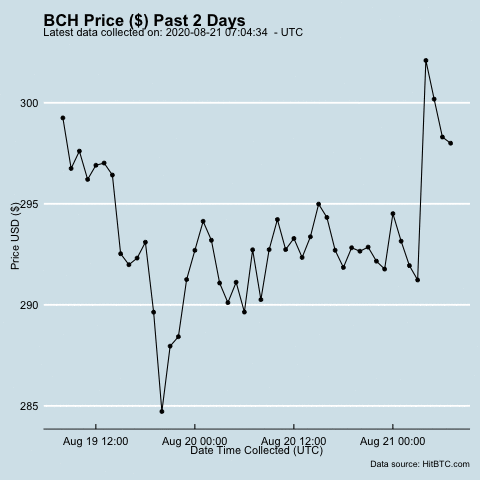 BCH Price ($) Past 2 Days
Latest data collected on: 2020-08-21 07:04:34  - UTC
300
295
290
285
Price USD ($)
Aug 19 12:00 Aug 20 00:00 Aug 20 12:00 Aug 21 00:00
Date Time Collected (UTC)
Data source: HitBTC.com